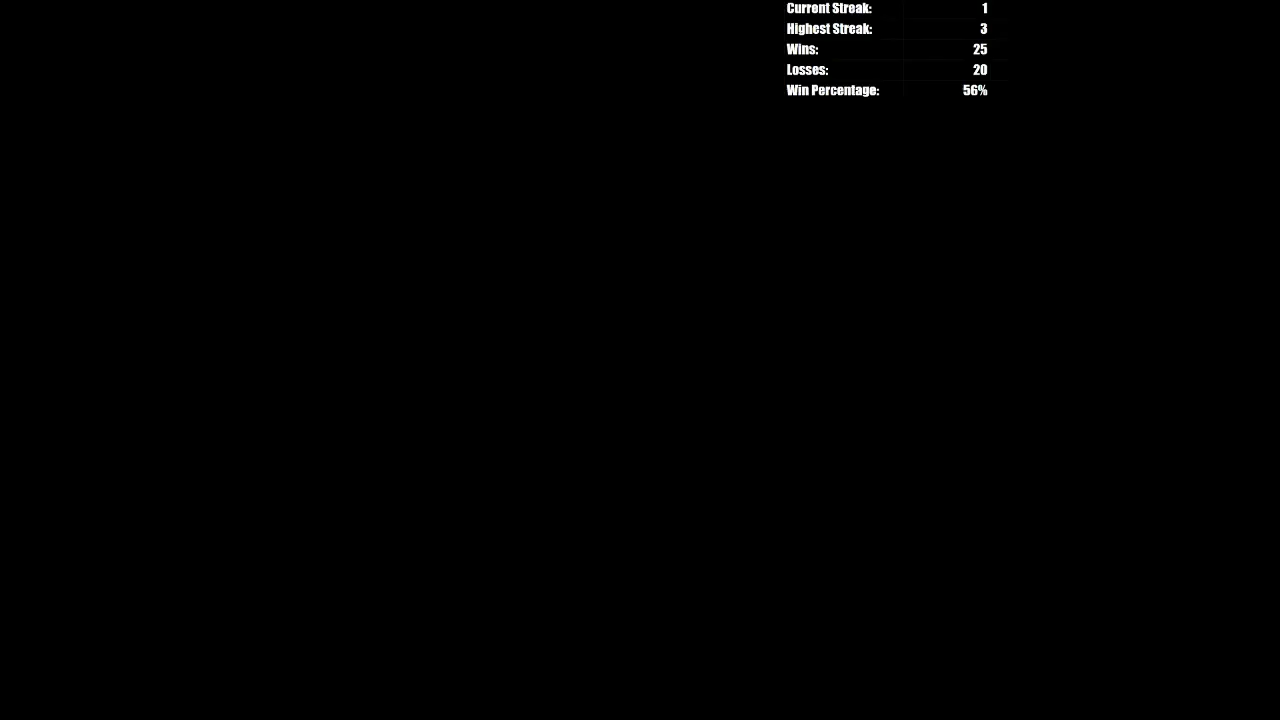 Current Streak: 1
Highest Streak: 3
Wins: 25
Losses: 20
Win Percentage: 56%